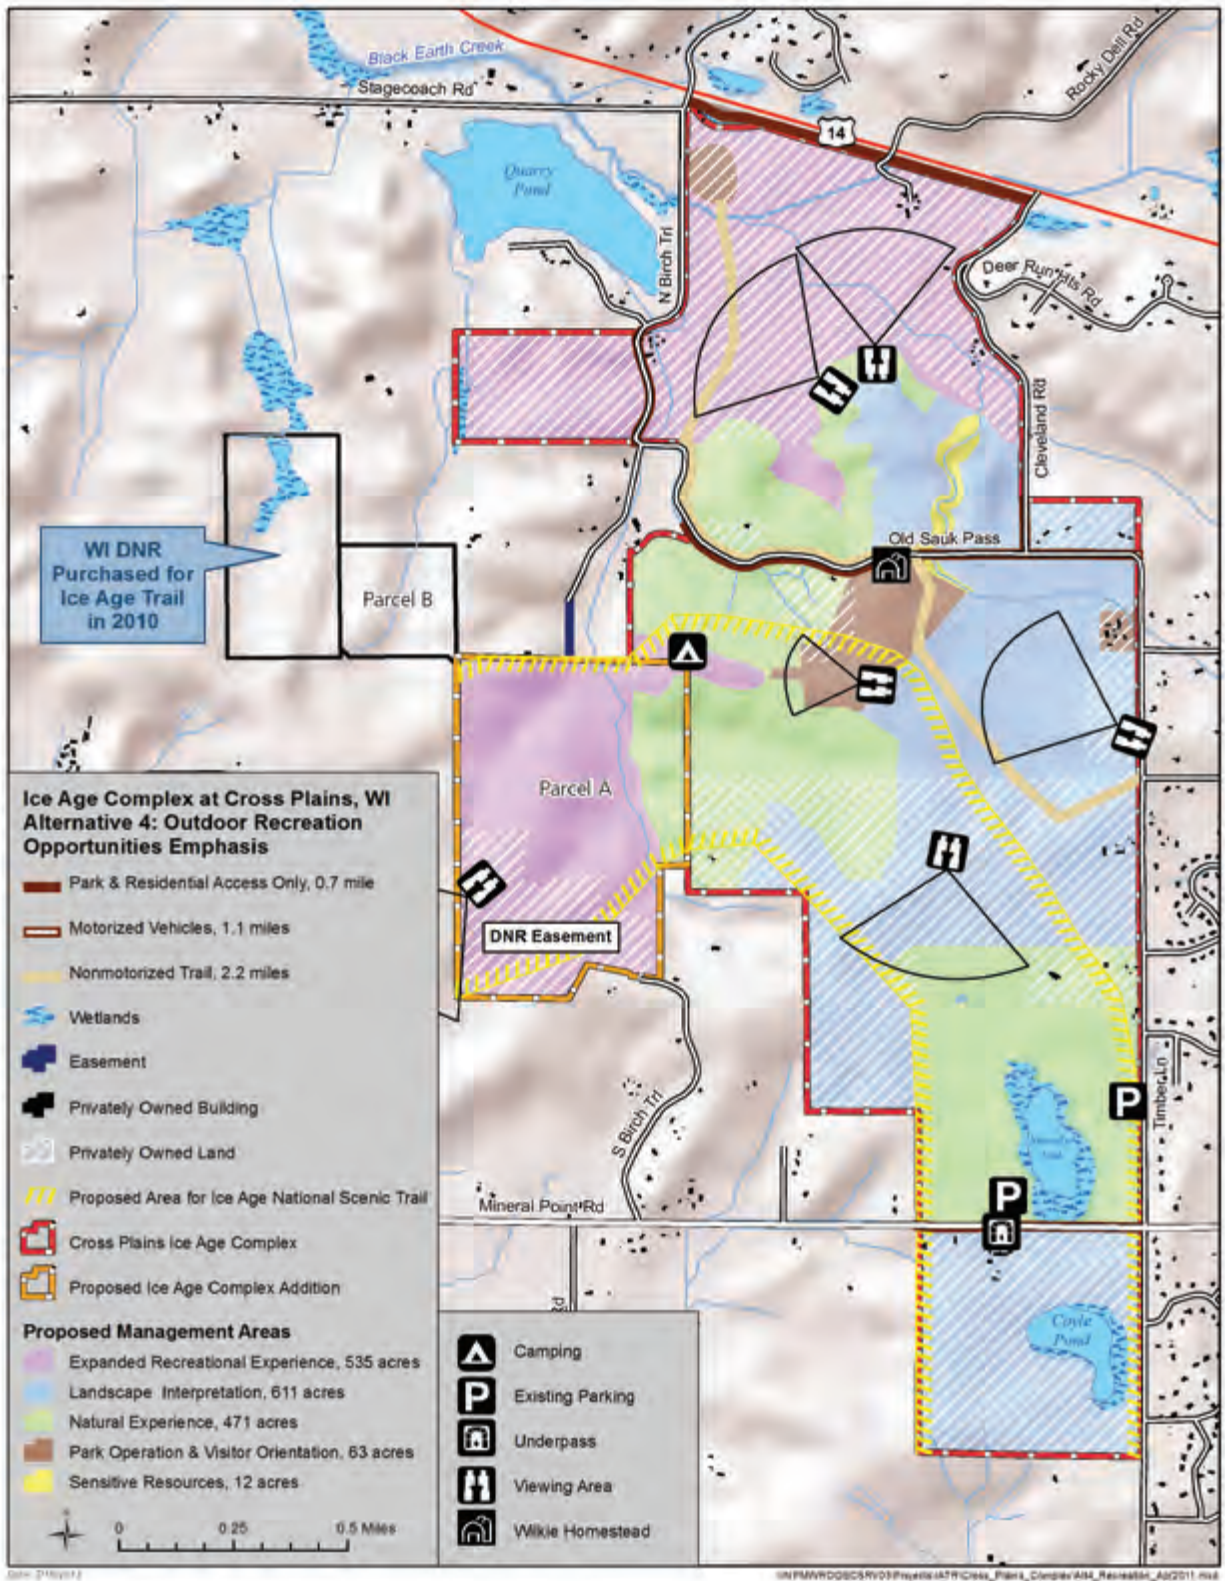 Black Earth Creek
Stagecoach Rd
Rocky Dell Rd
14
Quarry
Pond
N Birch Trl
Deer Run Hts Rd
Cleveland Rd
Old Sauk Pass
WI DNR
Purchased for
Ice Age Trail
in 2010
Parcel B
Parcel A
DNR Easement
S Birch Trl
Mineral Point Rd
Timber Ln
P
P
Coyle
Pond
Rd
Ice Age Complex at Cross Plains, WI
Alternative 4: Outdoor Recreation
Opportunities Emphasis
Park & Residential Access Only, 0.7 mile
Motorized Vehicles, 1.1 miles
Nonmotorized Trail, 2.2 miles
Wetlands
Easement
Privately Owned Building
Privately Owned Land
Proposed Area for Ice Age National Scenic Trail
Cross Plains Ice Age Complex
Proposed Ice Age Complex Addition
Proposed Management Areas
Expanded Recreational Experience, 535 acres
Landscape Interpretation, 611 acres
Natural Experience, 471 acres
Park Operation & Visitor Orientation, 63 acres
Sensitive Resources, 12 acres
0 0.25 0.5 Miles
Camping
P Existing Parking
Underpass
Viewing Area
Wilkie Homestead